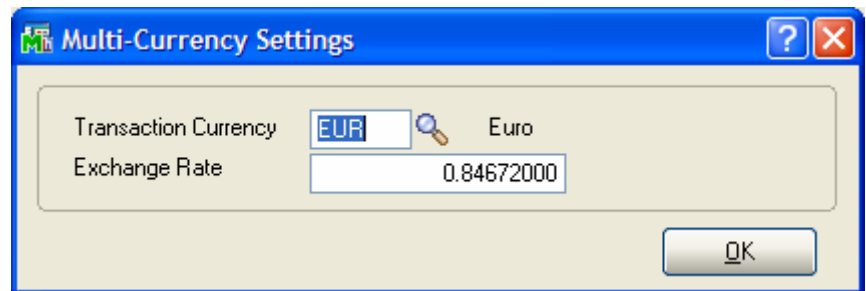 Multi-Currency Settings
Transaction Currency EUR Euro
Exchange Rate 0.84672000
OK